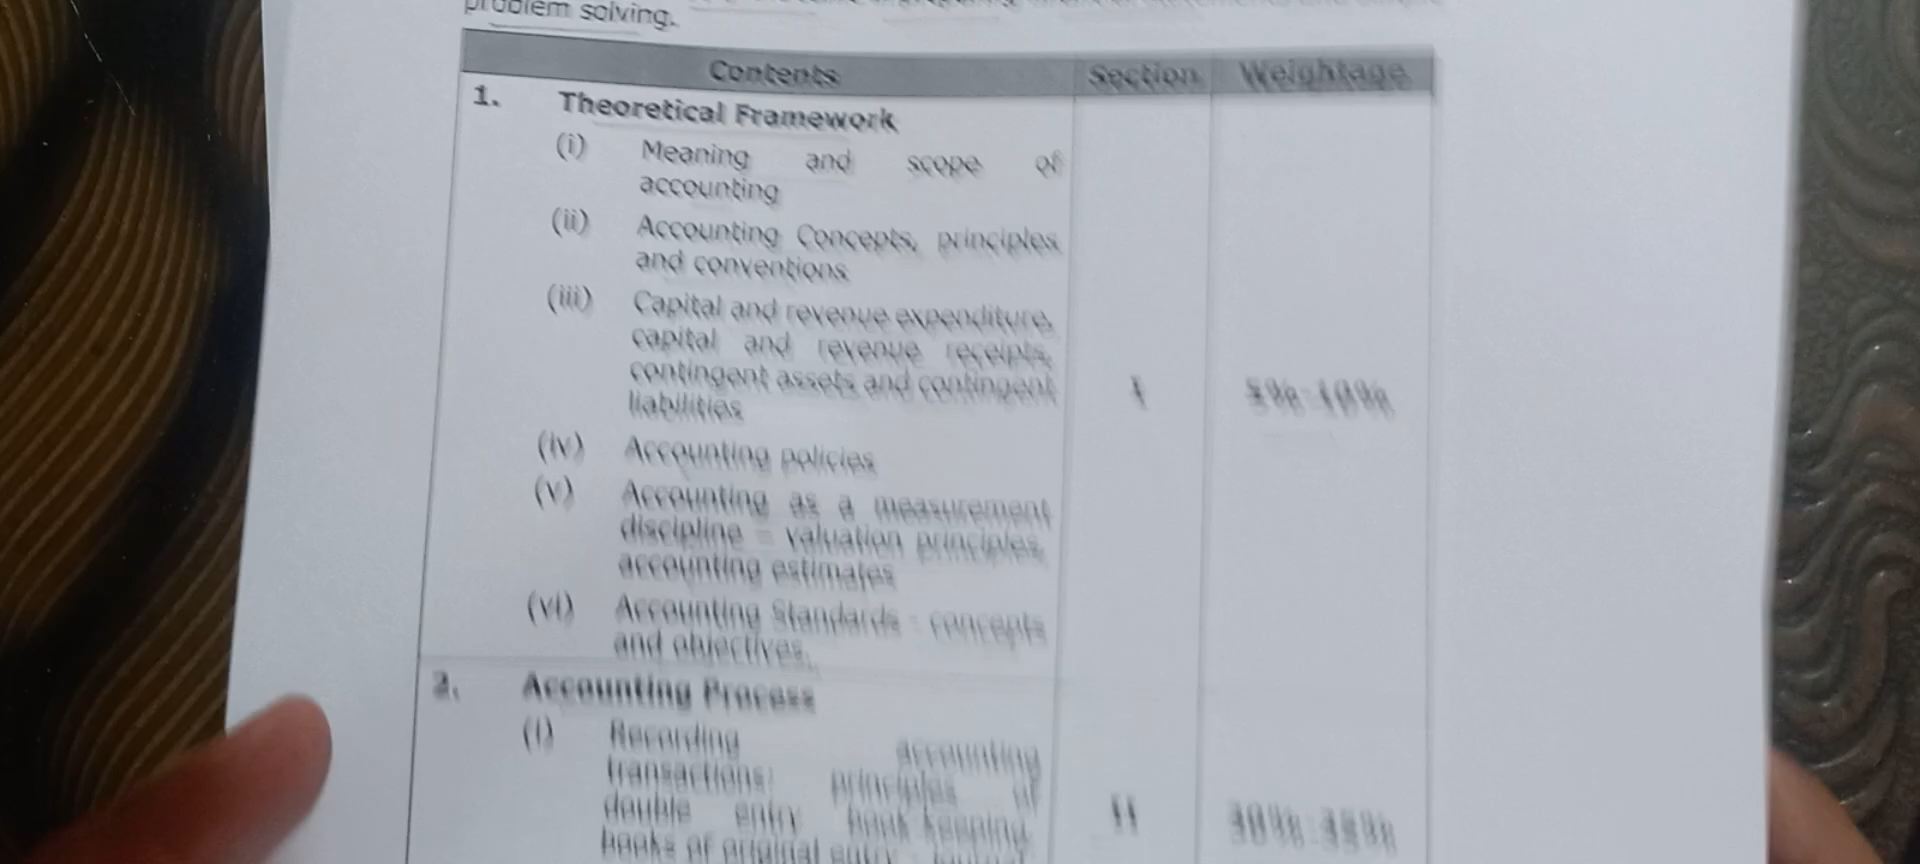 problem solving.
Contents Section Weightage
1. Theoretical Framework
(i) Meaning and scope of
accounting
(ii) Accounting Concepts, principles
and conventions
(iii) Capital and revenue expenditure,
capital and revenue receipts,
contingent assets and contingent
liabilities
I 5%-10%
(iv) Accounting policies
(v) Accounting as a measurement
discipline – valuation principles,
accounting estimates
(vi) Accounting Standards - concepts
and objectives.
2. Accounting Process
(i) Recording accounting
transactions: principles of
double entry book keeping,
II
books of original entry -